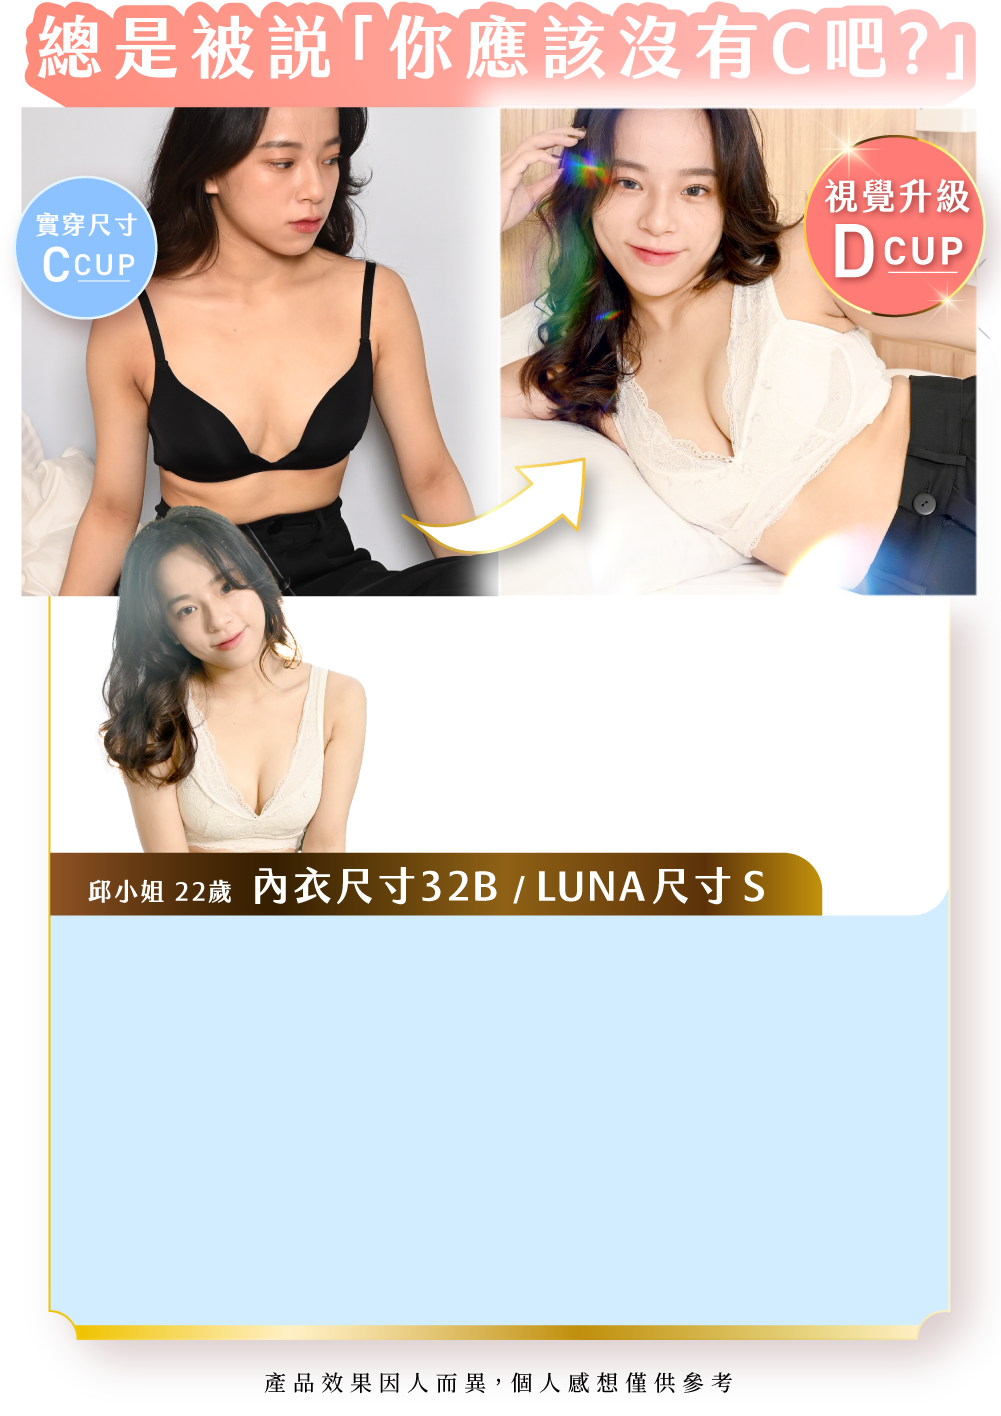 總是被説「你應該沒有C吧?」
實穿尺寸
CCUP
視覺升級
DCUP
邱小姐 22歲 內衣尺寸32B / LUNA尺寸 S
產品效果因人而異，個人感想僅供參考